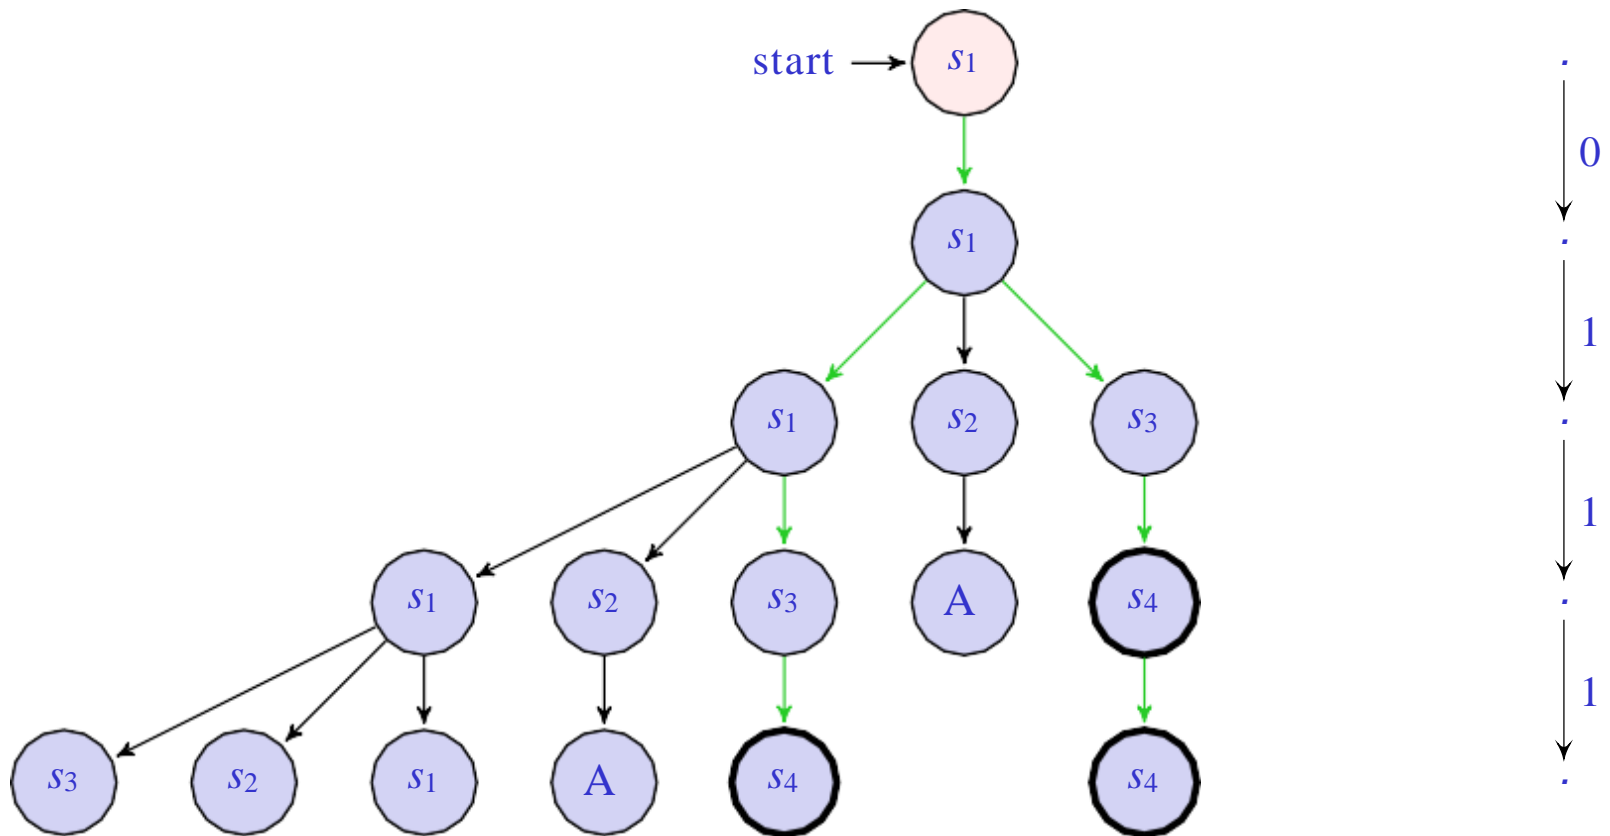 start s₁ .
0
s₁ .
1
s₁ s₂ s₃ .
1
s₁ s₂ s₃ A s₄ .
1
s₃ s₂ s₁ A s₄ s₄ .